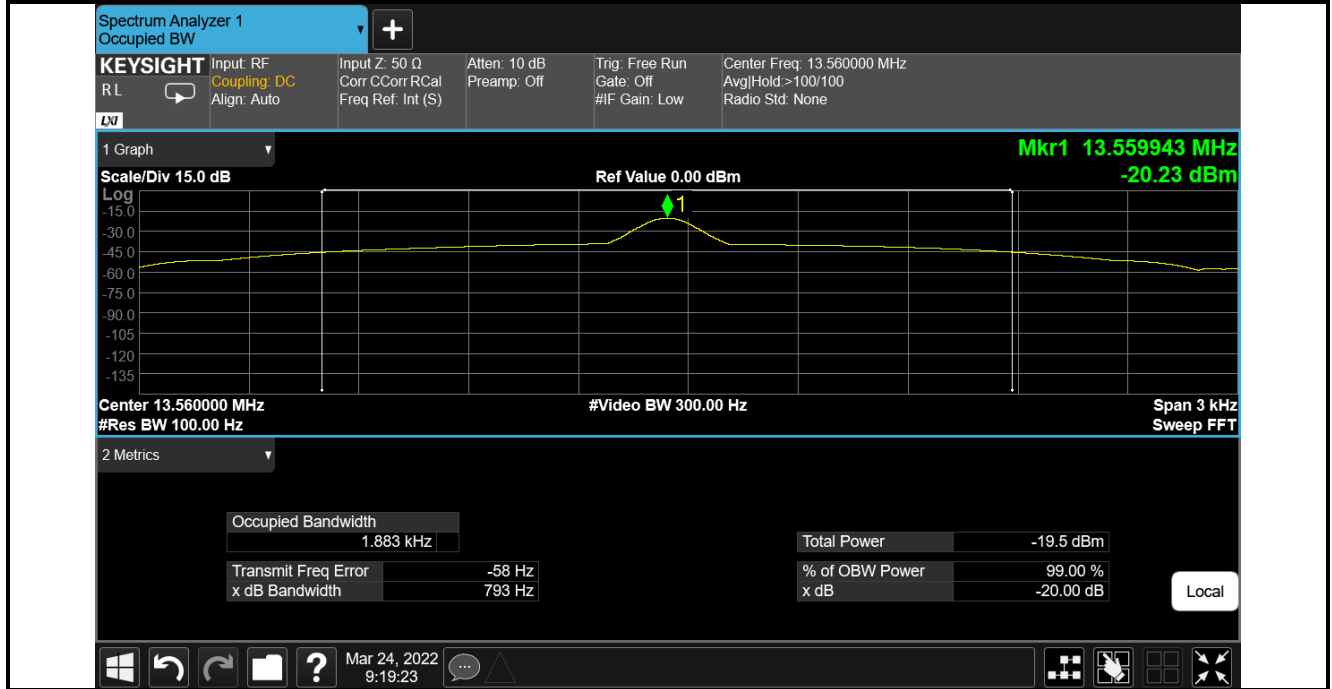 Spectrum Analyzer 1
Occupied BW
KEYSIGHT
R L
LXI
Input: RF
Coupling: DC
Align: Auto
Input Z: 50 Ω
Corr CCorr RCal
Freq Ref: Int (S)
Atten: 10 dB
Preamp: Off
Trig: Free Run
Gate: Off
#IF Gain: Low
Center Freq: 13.560000 MHz
Avg|Hold:>100/100
Radio Std: None
1 Graph
Mkr1 13.559943 MHz
-20.23 dBm
Scale/Div 15.0 dB
Ref Value 0.00 dBm
Log
1
-15.0
-30.0
-45.0
-60.0
-75.0
-90.0
-105
-120
-135
Center 13.560000 MHz
#Video BW 300.00 Hz
Span 3 kHz
#Res BW 100.00 Hz
Sweep FFT
2 Metrics
Occupied Bandwidth
1.883 kHz
Total Power -19.5 dBm
Transmit Freq Error -58 Hz
% of OBW Power 99.00 %
x dB Bandwidth 793 Hz
x dB -20.00 dB
Local
?
Mar 24, 2022
9:19:23